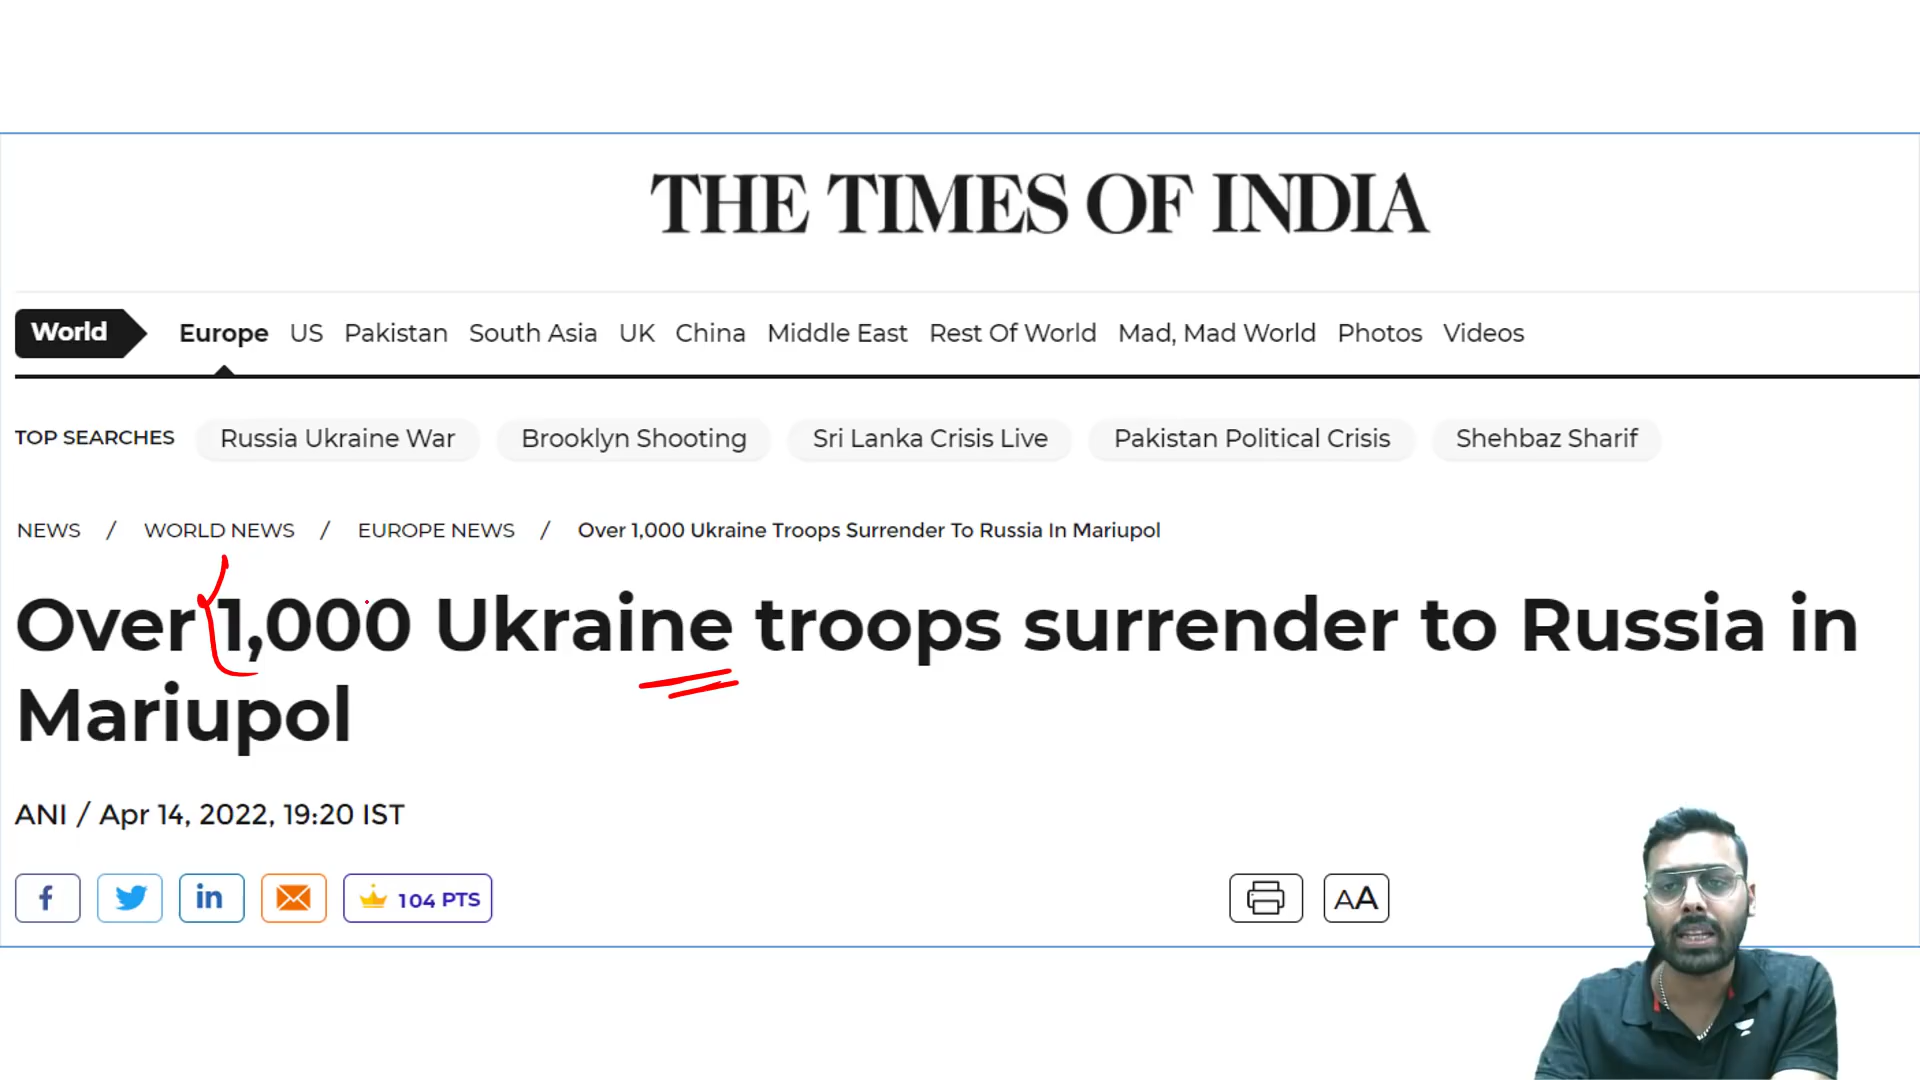 THE TIMES OF INDIA
World Europe US Pakistan South Asia UK China Middle East Rest Of World Mad, Mad World Photos Videos
TOP SEARCHES Russia Ukraine War Brooklyn Shooting Sri Lanka Crisis Live Pakistan Political Crisis Shehbaz Sharif
NEWS / WORLD NEWS / EUROPE NEWS / Over 1,000 Ukraine Troops Surrender To Russia In Mariupol
Over 1,000 Ukraine troops surrender to Russia in
Mariupol
ANI / Apr 14, 2022, 19:20 IST
f in 104 PTS AA